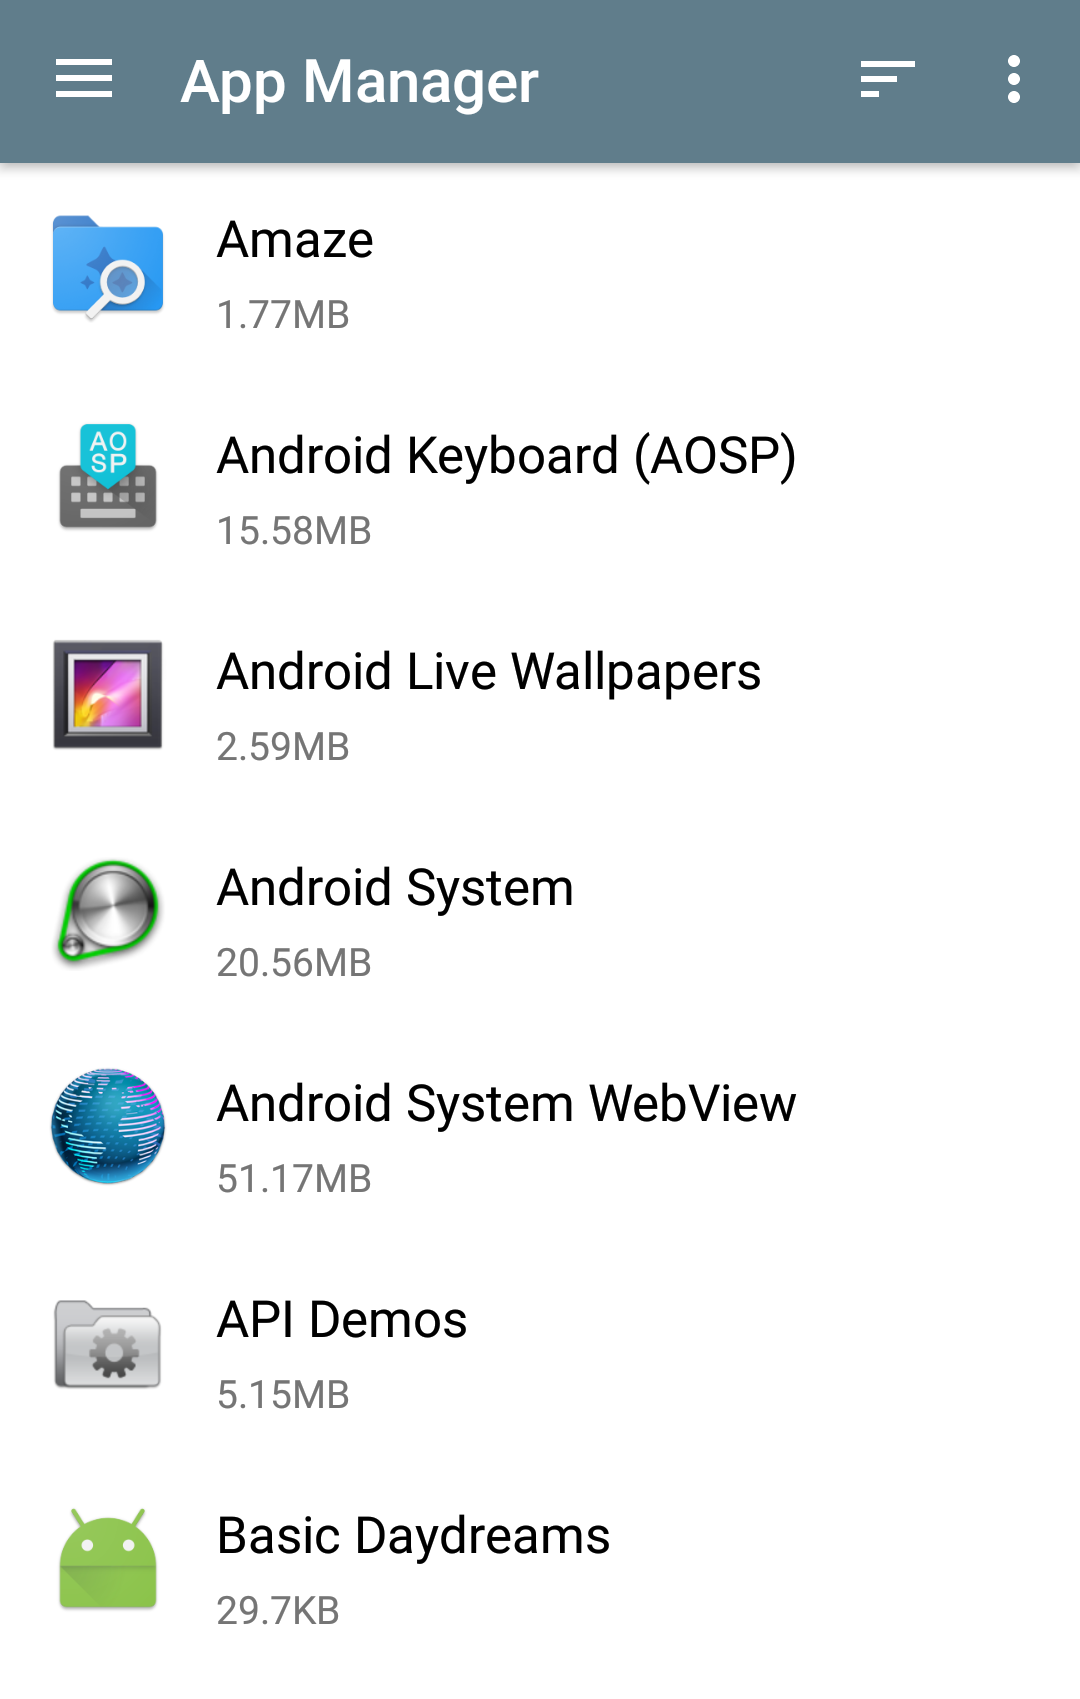 App Manager
Amaze
1.77MB
AO
SP
Android Keyboard (AOSP)
15.58MB
Android Live Wallpapers
2.59MB
Android System
20.56MB
Android System WebView
51.17MB
API Demos
5.15MB
Basic Daydreams
29.7KB